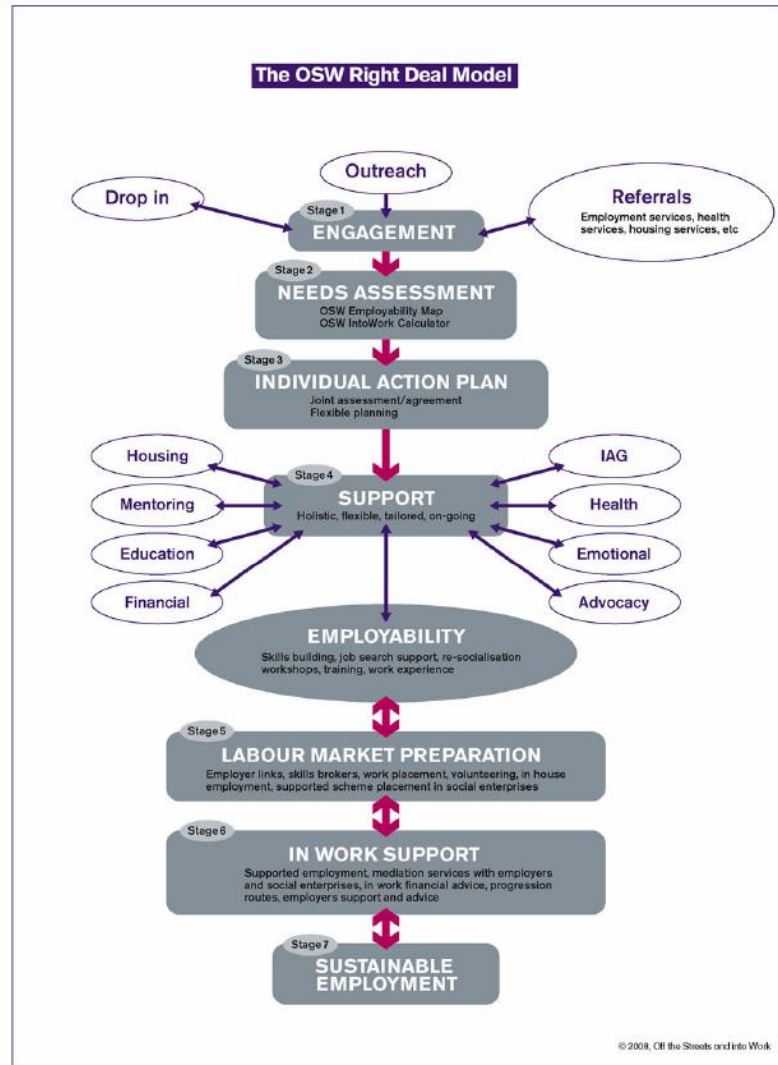 The OSW Right Deal Model
Outreach
Drop in
Referrals
Employment services, health
services, housing services, etc
Stage 1
ENGAGEMENT
Stage 2
NEEDS ASSESSMENT
OSW Employability Map
OSW IntoWork Calculator
Stage 3
INDIVIDUAL ACTION PLAN
Joint assessment/agreement
Flexible planning
Housing
IAG
Stage 4
SUPPORT
Mentoring
Holistic, flexible, tailored, on-going
Health
Education
Emotional
Financial
Advocacy
EMPLOYABILITY
Skills building, job search support, re-socialisation
workshops, training, work experience
Stage 5
LABOUR MARKET PREPARATION
Employer links, skills brokers, work placement, volunteering, in house
employment, supported scheme placement in social enterprises
Stage 6
IN WORK SUPPORT
Supported employment, mediation services with employers
and social enterprises, in work financial advice, progression
routes, employers support and advice
Stage 7
SUSTAINABLE
EMPLOYMENT
© 2008, Off the Streets and into Work